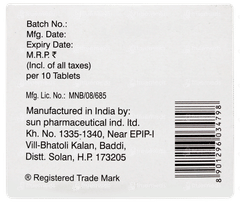 Batch No.:
Mfg. Date:
Expiry Date:
M.R.P. ₹
(Incl. of all taxes)
per 10 Tablets
Mfg. Lic. No.: MNB/08/685
Manufactured in India by:
sun pharmaceutical ind. ltd.
Kh. No. 1335-1340, Near EPIP-I
Vill-Bhatoli Kalan, Baddi,
Distt. Solan, H.P. 173205
® Registered Trade Mark
8901296034798